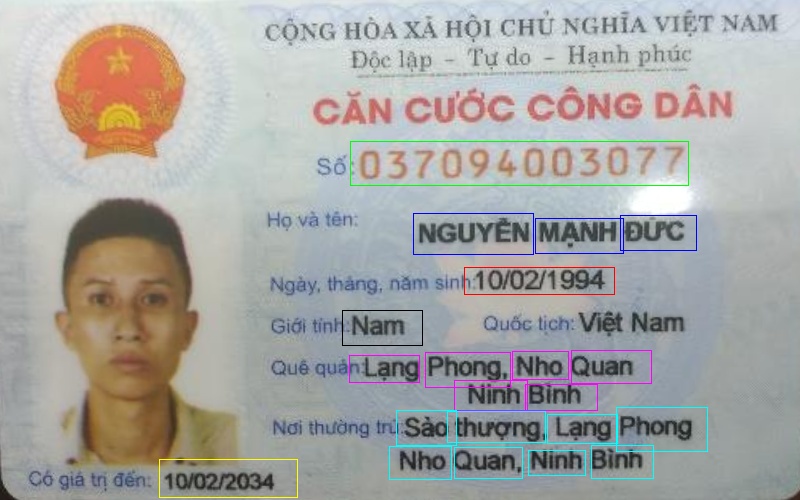 CỘNG HÒA XÃ HỘI CHỦ NGHĨA VIỆT NAM
Độc lập - Tự do - Hạnh phúc
CĂN CƯỚC CÔNG DÂN
Số: 037094003077
Họ và tên: NGUYỄN MẠNH ĐỨC
Ngày, tháng, năm sinh: 10/02/1994
Giới tính: Nam Quốc tịch: Việt Nam
Quê quán: Lạng Phong, Nho Quan
Ninh Bình
Nơi thường trú: Sào thượng, Lạng Phong
Nho Quan, Ninh Bình
Có giá trị đến: 10/02/2034